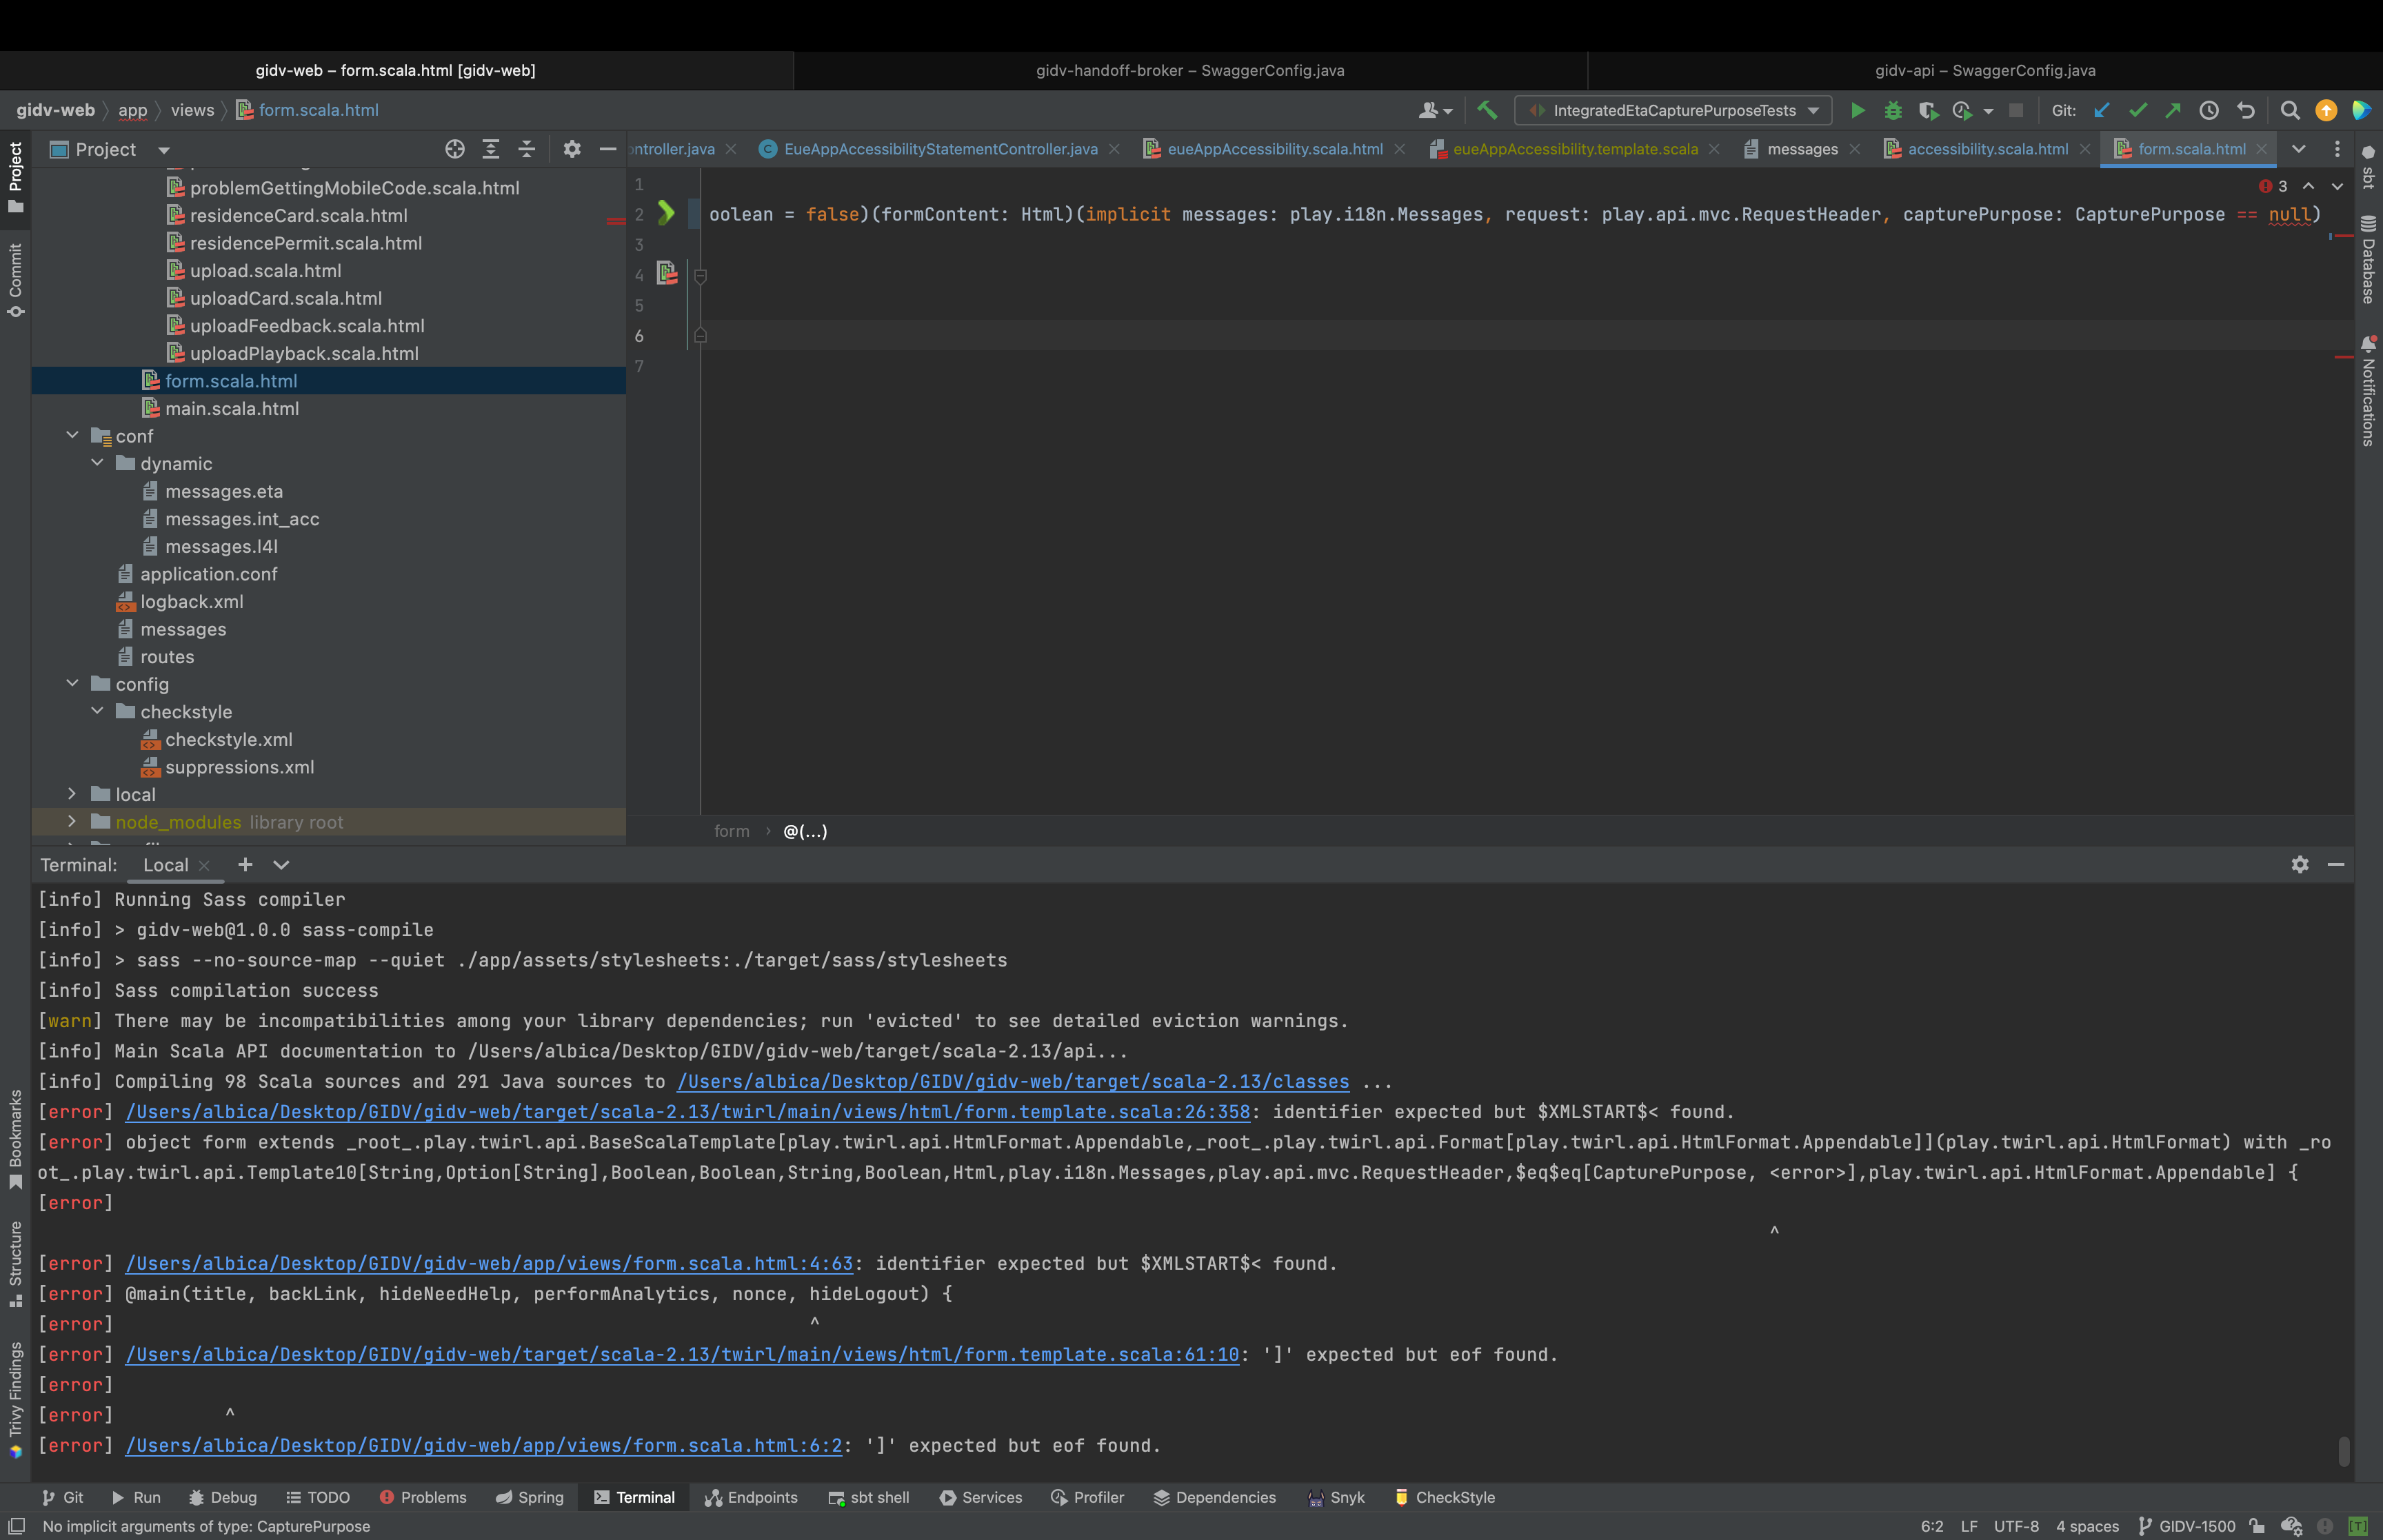 gidv-web – form.scala.html [gidv-web]
gidv-handoff-broker – SwaggerConfig.java
gidv-api – SwaggerConfig.java
gidv-web app views form.scala.html
IntegratedEtaCapturePurposeTests
Git:
Project
ontroller.java
EueAppAccessibilityStatementController.java
eueAppAccessibility.scala.html
eueAppAccessibility.template.scala
messages
accessibility.scala.html
form.scala.html
Project
Commit
problemGettingMobileCode.scala.html
residenceCard.scala.html
residencePermit.scala.html
upload.scala.html
uploadCard.scala.html
uploadFeedback.scala.html
uploadPlayback.scala.html
form.scala.html
main.scala.html
conf
dynamic
messages.eta
messages.int_acc
messages.l4l
application.conf
logback.xml
messages
routes
config
checkstyle
checkstyle.xml
suppressions.xml
local
node_modules library root
1
2 oolean = false)(formContent: Html)(implicit messages: play.i18n.Messages, request: play.api.mvc.RequestHeader, capturePurpose: CapturePurpose == null)
3
4
5
6
7
3
sbt
Database
Notifications
form > @(...)
Terminal: Local
[info] Running Sass compiler
[info] > gidv-web@1.0.0 sass-compile
[info] > sass --no-source-map --quiet ./app/assets/stylesheets:./target/sass/stylesheets
[info] Sass compilation success
[warn] There may be incompatibilities among your library dependencies; run 'evicted' to see detailed eviction warnings.
[info] Main Scala API documentation to /Users/albica/Desktop/GIDV/gidv-web/target/scala-2.13/api...
[info] Compiling 98 Scala sources and 291 Java sources to /Users/albica/Desktop/GIDV/gidv-web/target/scala-2.13/classes ...
[error] /Users/albica/Desktop/GIDV/gidv-web/target/scala-2.13/twirl/main/views/html/form.template.scala:26:358: identifier expected but $XMLSTART$< found.
[error] object form extends _root_.play.twirl.api.BaseScalaTemplate[play.twirl.api.HtmlFormat.Appendable,_root_.play.twirl.api.Format[play.twirl.api.HtmlFormat.Appendable]](play.twirl.api.HtmlFormat) with _ro
ot_.play.twirl.api.Template10[String,Option[String],Boolean,Boolean,String,Boolean,Html,play.i18n.Messages,play.api.mvc.RequestHeader,$eq$eq[CapturePurpose, <error>],play.twirl.api.HtmlFormat.Appendable] {
[error]
^
[error] /Users/albica/Desktop/GIDV/gidv-web/app/views/form.scala.html:4:63: identifier expected but $XMLSTART$< found.
[error] @main(title, backLink, hideNeedHelp, performAnalytics, nonce, hideLogout) {
[error] ^
[error] /Users/albica/Desktop/GIDV/gidv-web/target/scala-2.13/twirl/main/views/html/form.template.scala:61:10: ']' expected but eof found.
[error]
[error] ^
[error] /Users/albica/Desktop/GIDV/gidv-web/app/views/form.scala.html:6:2: ']' expected but eof found.
Bookmarks
Structure
Trivy Findings
Git Run Debug TODO Problems Spring Terminal Endpoints sbt shell Services Profiler Dependencies Snyk CheckStyle
No implicit arguments of type: CapturePurpose
6:2 LF UTF-8 4 spaces GIDV-1500 [T]